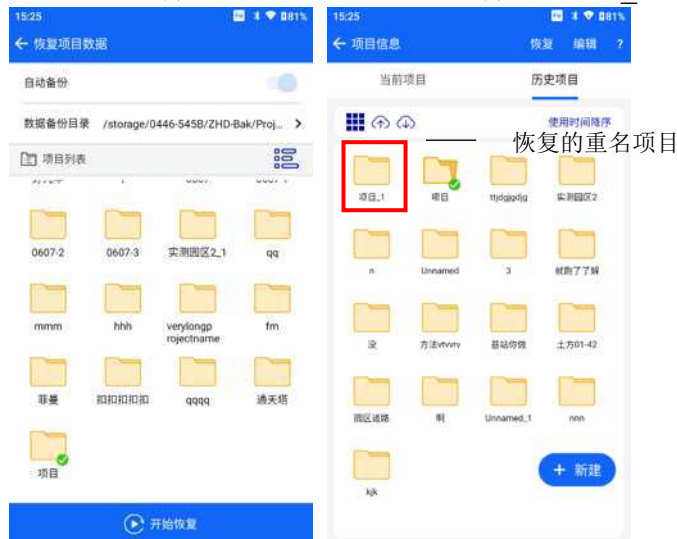 15:25
81%
恢复项目数据
自动备份
数据备份目录 /storage/0446-545B/ZHD-Bak/Proj...
项目列表
0607-2 0607-3 实测园区2_1 qq
mmm hhh verylongp
rojectname
fm
菲曼 扣扣扣扣扣 qqqq 通天塔
项目
开始恢复
15:25
81%
项目信息 恢复 编辑 ?
当前项目 历史项目
使用时间降序
恢复的重名项目
项目_1 项目 ttjdgjgdjg 实测园区2
n Unnamed 3 就跑了了解
没 方法vtvvry 基站你做 土方01-42
园区道路 啊 Unnamed_1 nnn
kjk
+ 新建